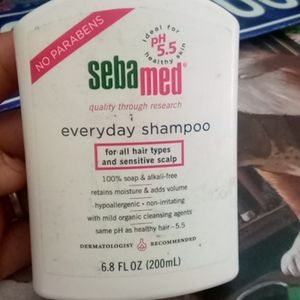 NO PARABENS
ideal for
pH
5.5
healthy skin
sebamed®
quality through research
everyday shampoo
for all hair types
and sensitive scalp
100% soap & alkali-free
retains moisture & adds volume
hypoallergenic • non-irritating
with mild organic cleansing agents
same pH as healthy hair - 5.5
DERMATOLOGIST RECOMMENDED
6.8 FL OZ (200mL)